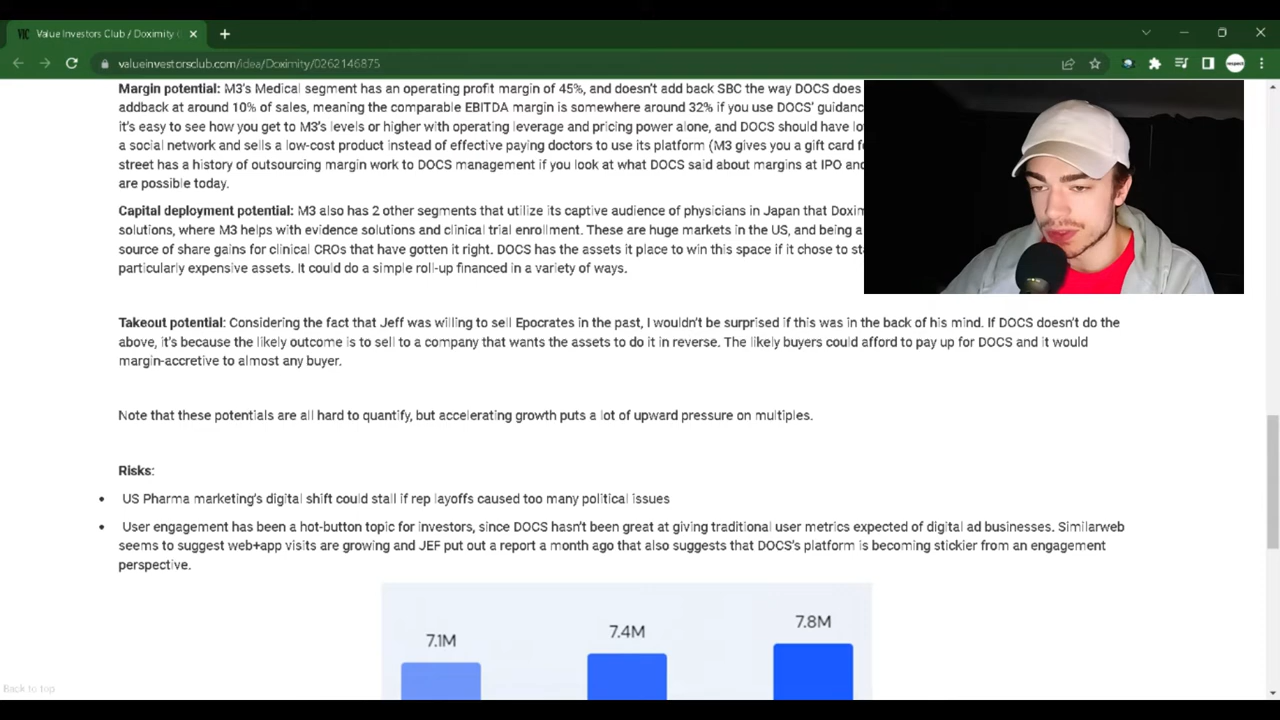 Value Investors Club / Doximity
valueinvestorsclub.com/idea/Doximity/0262146875
Margin potential: M3's Medical segment has an operating profit margin of 45%, and doesn't add back SBC the way DOCS does
addback at around 10% of sales, meaning the comparable EBITDA margin is somewhere around 32% if you use DOCS' guidanc
it's easy to see how you get to M3's levels or higher with operating leverage and pricing power alone, and DOCS should have lo
a social network and sells a low-cost product instead of effective paying doctors to use its platform (M3 gives you a gift card f
street has a history of outsourcing margin work to DOCS management if you look at what DOCS said about margins at IPO and
are possible today.
Capital deployment potential: M3 also has 2 other segments that utilize its captive audience of physicians in Japan that Doxim
solutions, where M3 helps with evidence solutions and clinical trial enrollment. These are huge markets in the US, and being a
source of share gains for clinical CROs that have gotten it right. DOCS has the assets it place to win this space if it chose to sta
particularly expensive assets. It could do a simple roll-up financed in a variety of ways.
Takeout potential: Considering the fact that Jeff was willing to sell Epocrates in the past, I wouldn't be surprised if this was in the back of his mind. If DOCS doesn't do the
above, it's because the likely outcome is to sell to a company that wants the assets to do it in reverse. The likely buyers could afford to pay up for DOCS and it would
margin-accretive to almost any buyer.
Note that these potentials are all hard to quantify, but accelerating growth puts a lot of upward pressure on multiples.
Risks:
• US Pharma marketing's digital shift could stall if rep layoffs caused too many political issues
• User engagement has been a hot-button topic for investors, since DOCS hasn't been great at giving traditional user metrics expected of digital ad businesses. Similarweb
seems to suggest web+app visits are growing and JEF put out a report a month ago that also suggests that DOCS's platform is becoming stickier from an engagement
perspective.
7.1M
7.4M
7.8M
Back to top